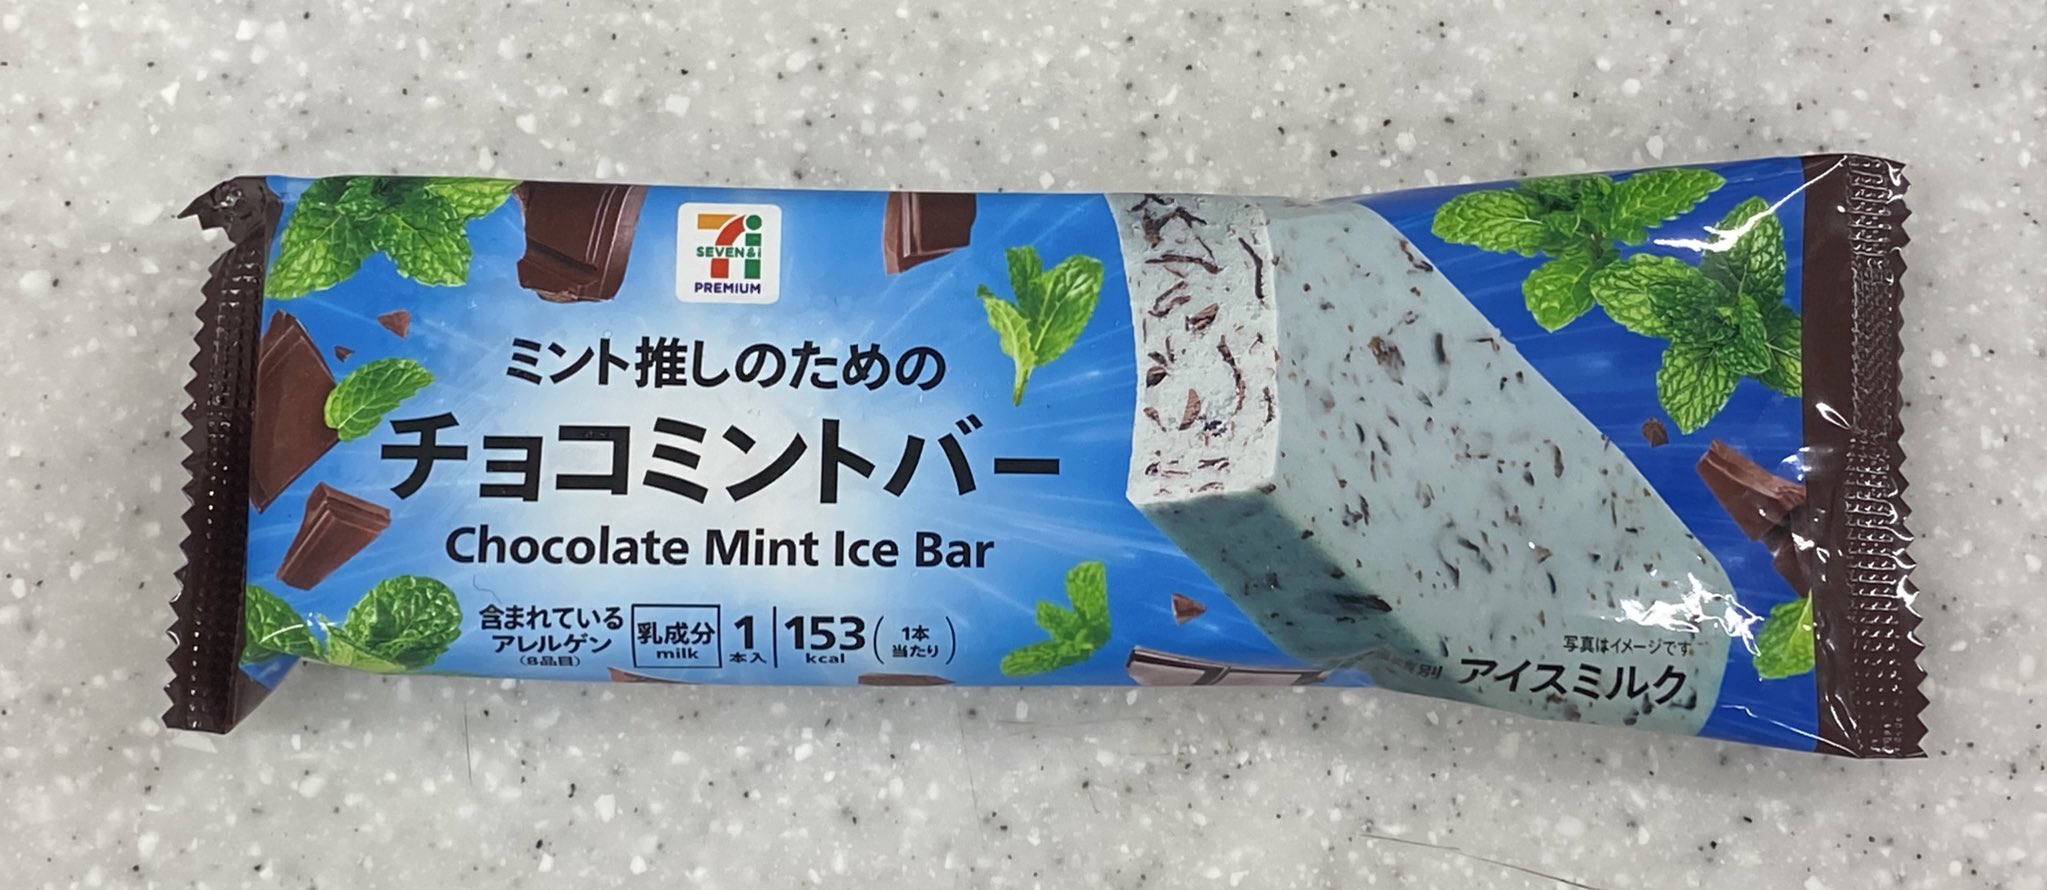 SEVEN&i
PREMIUM
ミント推しのための
チョコミントバー
Chocolate Mint Ice Bar
含まれている
アレルゲン
(8品目)
乳成分
milk
1
本入
153
kcal
(1本
当たり)
写真はイメージです。
別 アイスミルク